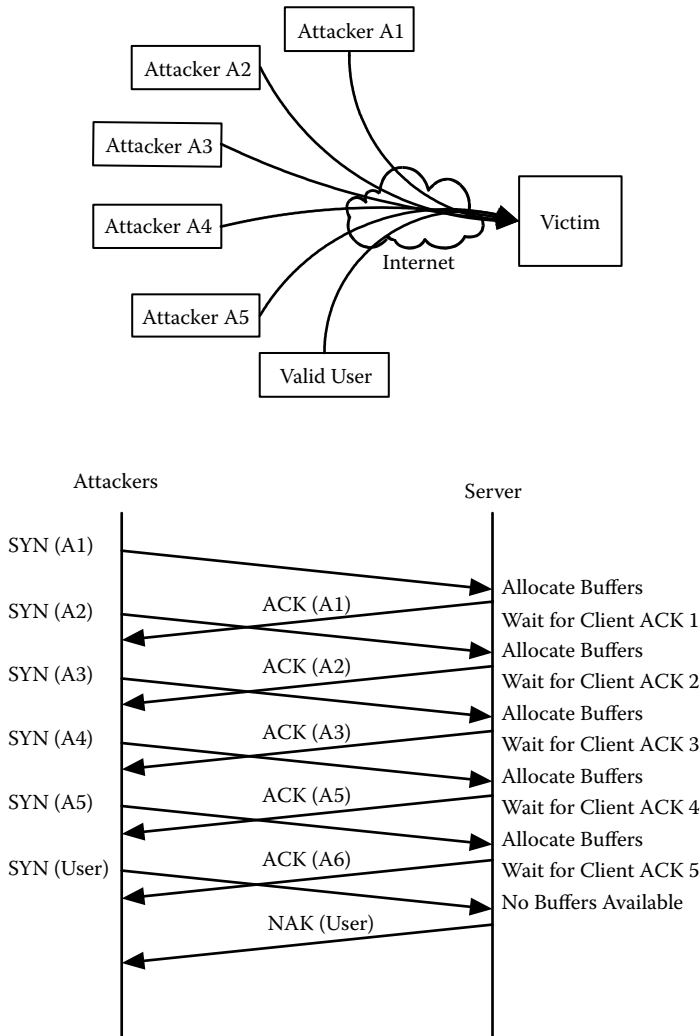 Attacker A1
Attacker A2
Attacker A3
Attacker A4
Attacker A5
Valid User
Internet
Victim
Attackers
Server
SYN (A1)
Allocate Buffers
ACK (A1)
Wait for Client ACK 1
SYN (A2)
Allocate Buffers
ACK (A2)
Wait for Client ACK 2
SYN (A3)
Allocate Buffers
ACK (A3)
Wait for Client ACK 3
SYN (A4)
Allocate Buffers
ACK (A5)
Wait for Client ACK 4
SYN (A5)
Allocate Buffers
ACK (A6)
Wait for Client ACK 5
SYN (User)
No Buffers Available
NAK (User)